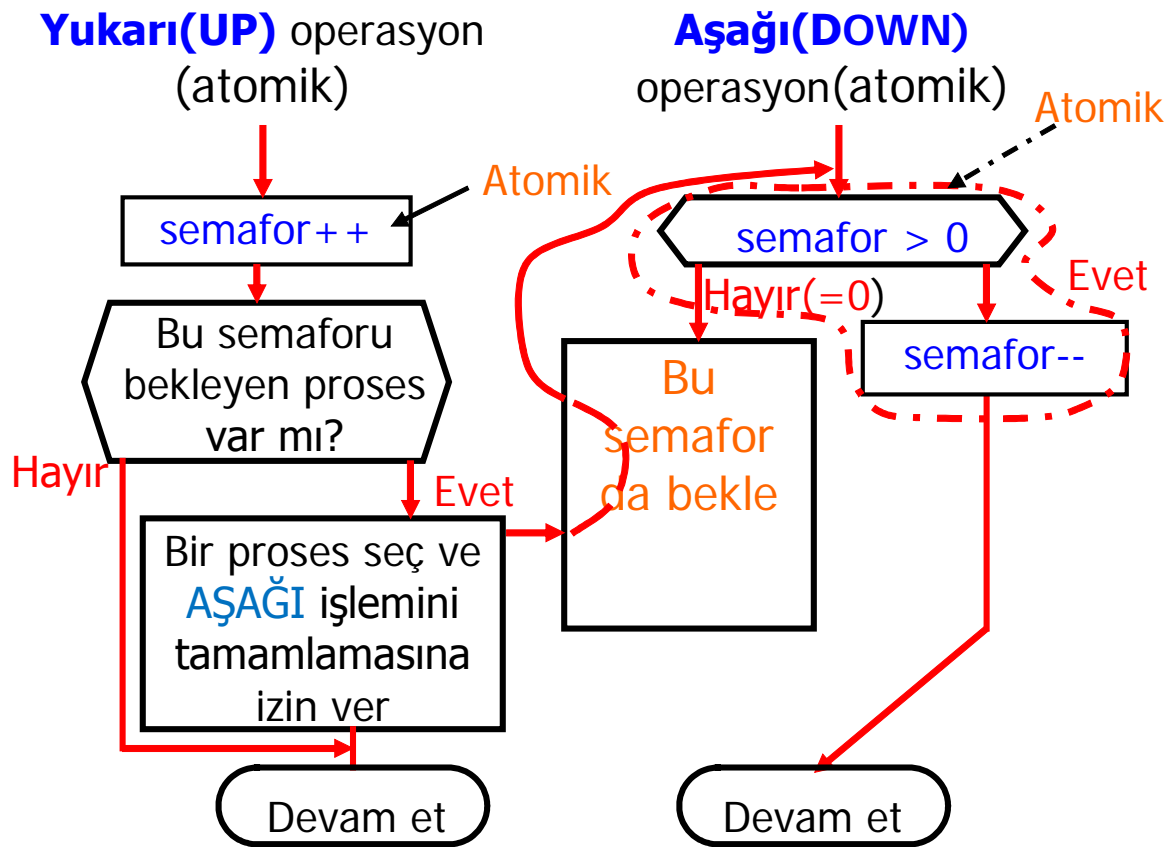 Yukarı(UP) operasyon
(atomik)
Atomik
semafor++
Bu semaforu
bekleyen proses
var mı?
Hayır
Evet
Bir proses seç ve
AŞAĞI işlemini
tamamlamasına
izin ver
Devam et
Aşağı(DOWN)
operasyon(atomik)
Atomik
semafor > 0
Hayır(=0)
Evet
semafor--
Bu
semafor
da bekle
Devam et